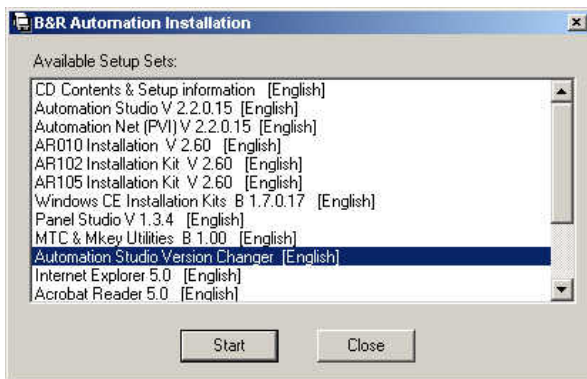 B&R Automation Installation
Available Setup Sets:
CD Contents & Setup information [English]
Automation Studio V 2.2.0.15 [English]
Automation Net (PVI) V 2.2.0.15 [English]
AR010 Installation V 2.60 [English]
AR102 Installation Kit V 2.60 [English]
AR105 Installation Kit V 2.60 [English]
Windows CE Installation Kits B 1.7.0.17 [English]
Panel Studio V 1.3.4 [English]
MTC & Mkey Utilities B 1.00 [English]
Automation Studio Version Changer [English]
Internet Explorer 5.0 [English]
Acrobat Reader 5.0 [English]
Start Close